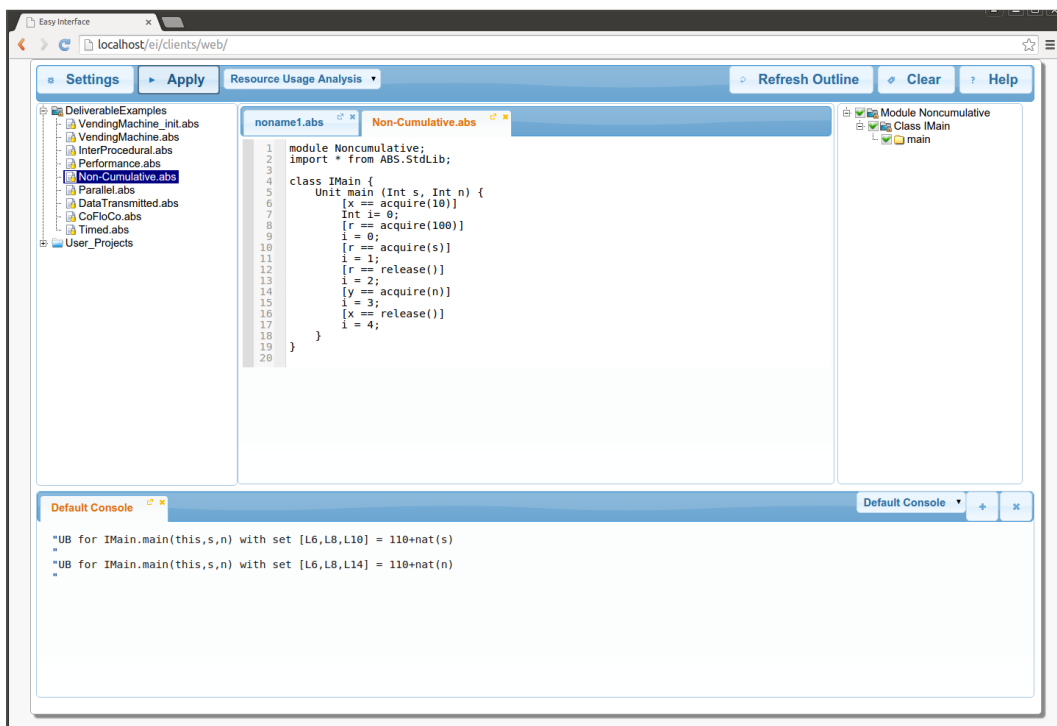 Easy Interface
localhost/ei/clients/web/
Settings
Apply
Resource Usage Analysis
Refresh Outline
Clear
? Help
DeliverableExamples
VendingMachine_init.abs
VendingMachine.abs
InterProcedural.abs
Performance.abs
Non-Cumulative.abs
Parallel.abs
DataTransmitted.abs
CoFloCo.abs
Timed.abs
User_Projects
noname1.abs
Non-Cumulative.abs
1 module Noncumulative;
2 import * from ABS.StdLib;
3
4 class IMain {
5 Unit main (Int s, Int n) {
6 [x == acquire(10)]
7 Int i= 0;
8 [r == acquire(100)]
9 i = 0;
10 [r == acquire(s)]
11 i = 1;
12 [r == release()]
13 i = 2;
14 [y == acquire(n)]
15 i = 3;
16 [x == release()]
17 i = 4;
18 }
19 }
20
Module Noncumulative
Class IMain
main
Default Console
Default Console
"UB for IMain.main(this,s,n) with set [L6,L8,L10] = 110+nat(s)
"
"UB for IMain.main(this,s,n) with set [L6,L8,L14] = 110+nat(n)
"